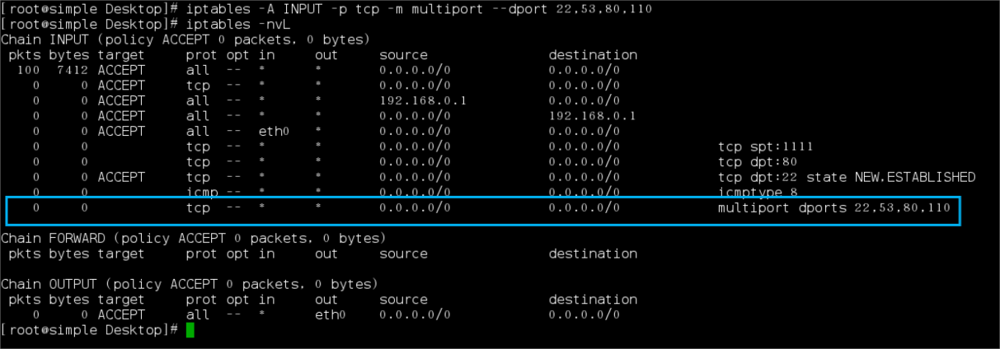 [root@simple Desktop]# iptables -A INPUT -p tcp -m multiport --dport 22,53,80,110
[root@simple Desktop]# iptables -nvL
Chain INPUT (policy ACCEPT 0 packets, 0 bytes)
pkts bytes target prot opt in out source destination
100 7412 ACCEPT all -- * * 0.0.0.0/0 0.0.0.0/0
0 0 ACCEPT tcp -- * * 0.0.0.0/0 0.0.0.0/0
0 0 ACCEPT all -- * * 192.168.0.1 0.0.0.0/0
0 0 ACCEPT all -- * * 0.0.0.0/0 192.168.0.1
0 0 ACCEPT all -- eth0 * 0.0.0.0/0 0.0.0.0/0
0 0 tcp -- * * 0.0.0.0/0 0.0.0.0/0 tcp spt:1111
0 0 tcp -- * * 0.0.0.0/0 0.0.0.0/0 tcp dpt:80
0 0 ACCEPT tcp -- * * 0.0.0.0/0 0.0.0.0/0 tcp dpt:22 state NEW,ESTABLISHED
0 0 icmp -- * * 0.0.0.0/0 0.0.0.0/0 icmptype 8
0 0 tcp -- * * 0.0.0.0/0 0.0.0.0/0 multiport dports 22,53,80,110
Chain FORWARD (policy ACCEPT 0 packets, 0 bytes)
pkts bytes target prot opt in out source destination
Chain OUTPUT (policy ACCEPT 0 packets, 0 bytes)
pkts bytes target prot opt in out source destination
0 0 ACCEPT all -- * eth0 0.0.0.0/0 0.0.0.0/0
[root@simple Desktop]#